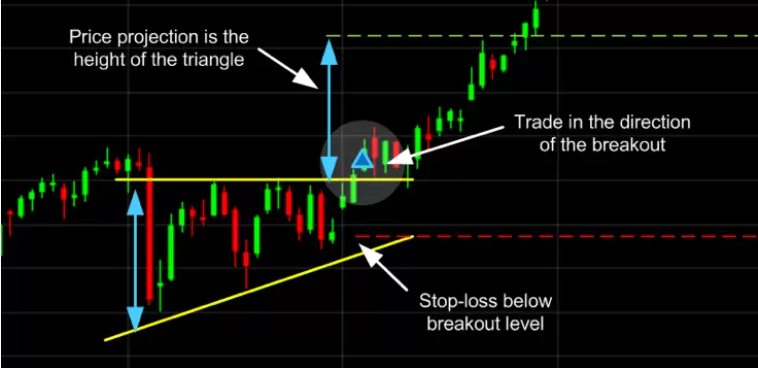 Price projection is the
height of the triangle
Trade in the direction
of the breakout
Stop-loss below
breakout level